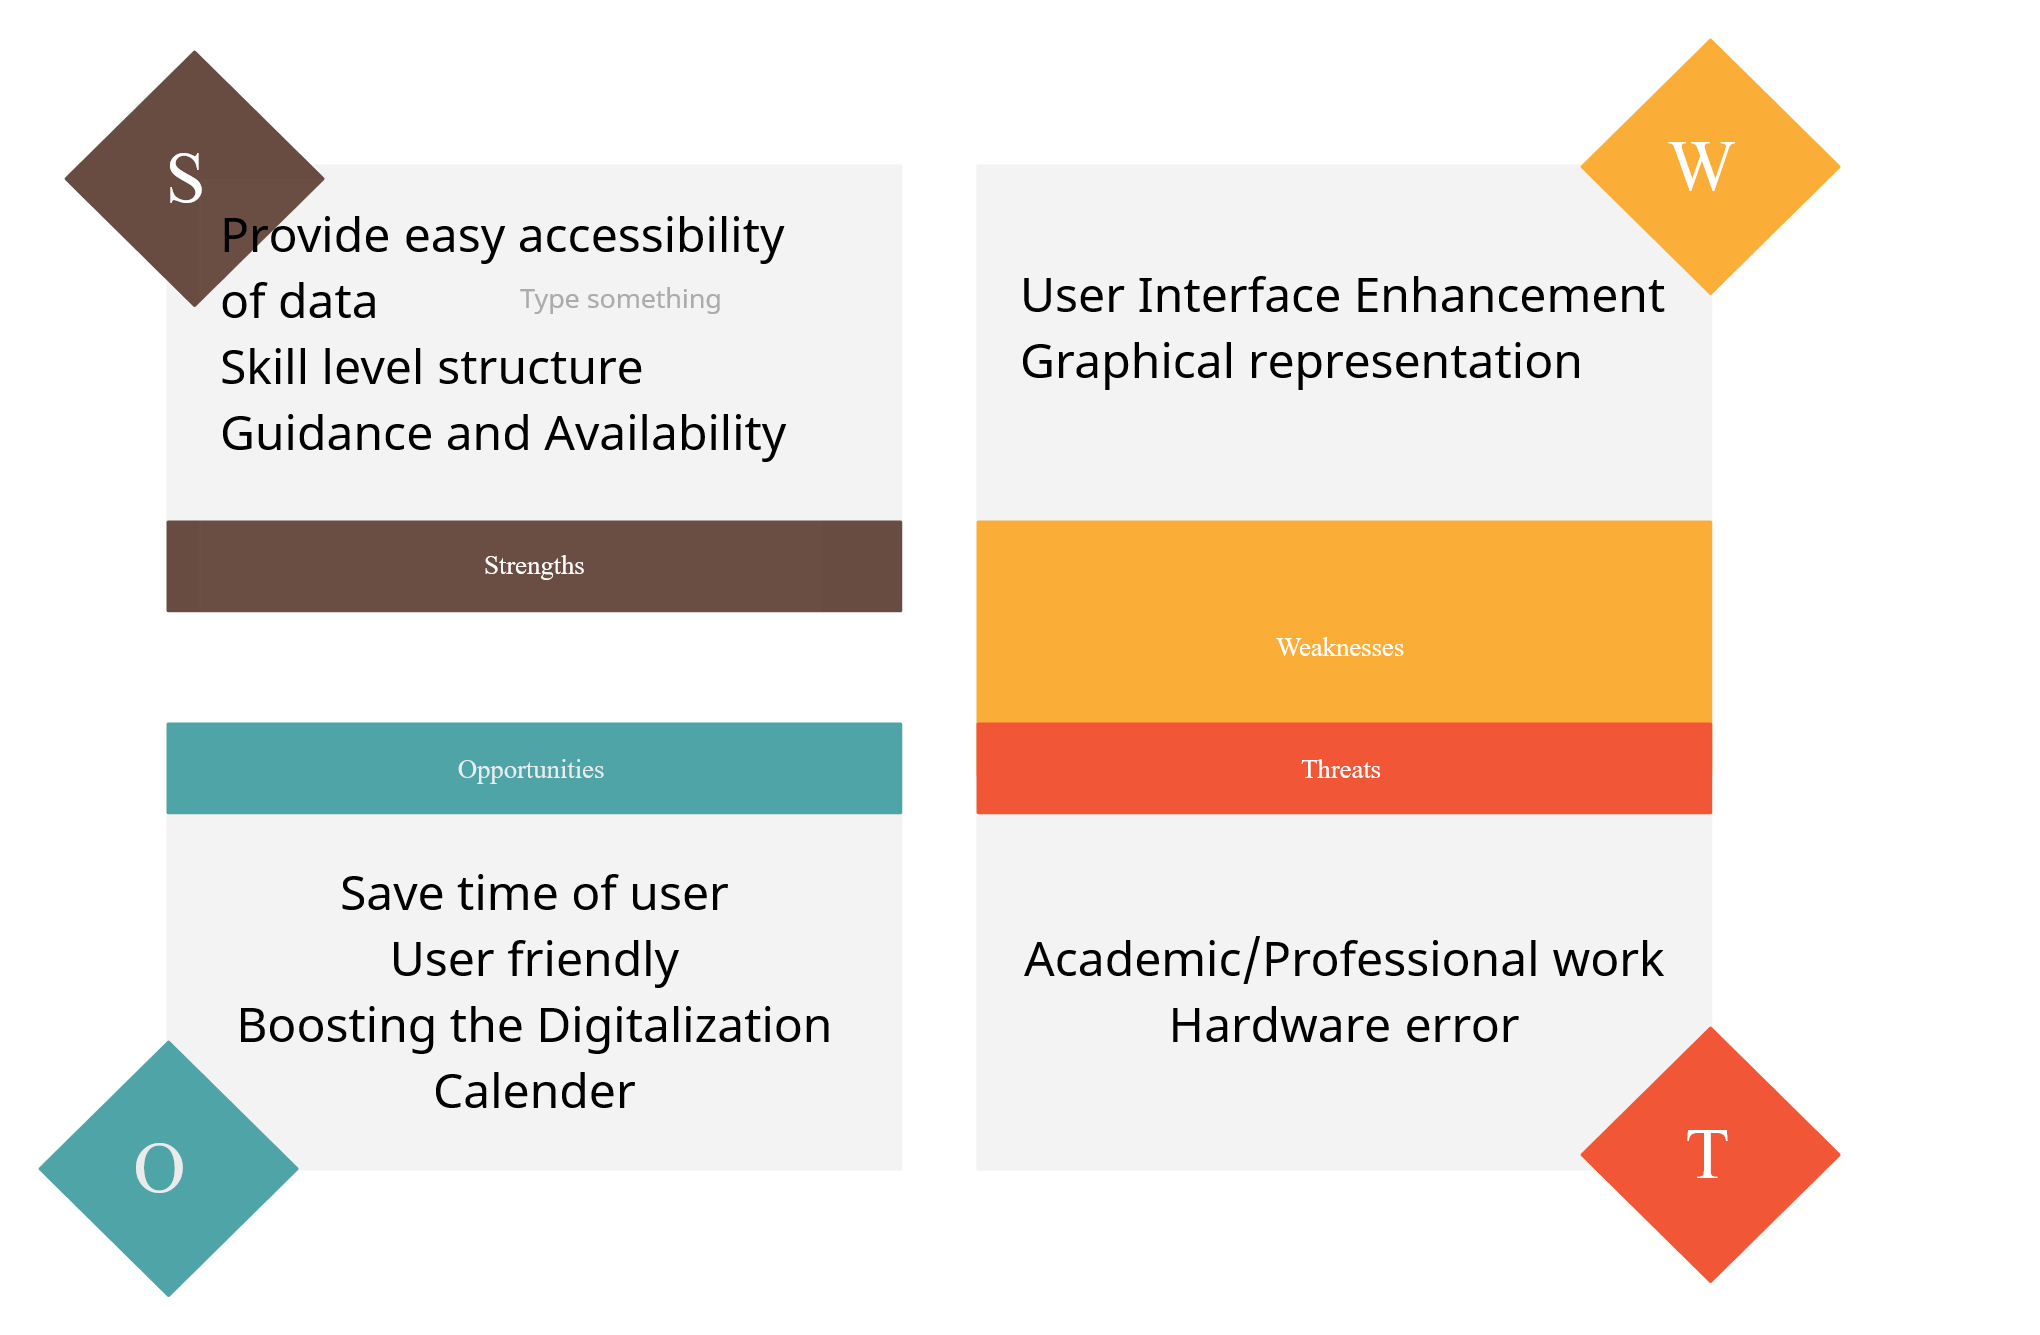 S
Provide easy accessibility
of data
Type something
Skill level structure
Guidance and Availability
Strengths
W
User Interface Enhancement
Graphical representation
Weaknesses
Opportunities
Save time of user
User friendly
Boosting the Digitalization
Calender
O
Threats
Academic/Professional work
Hardware error
T